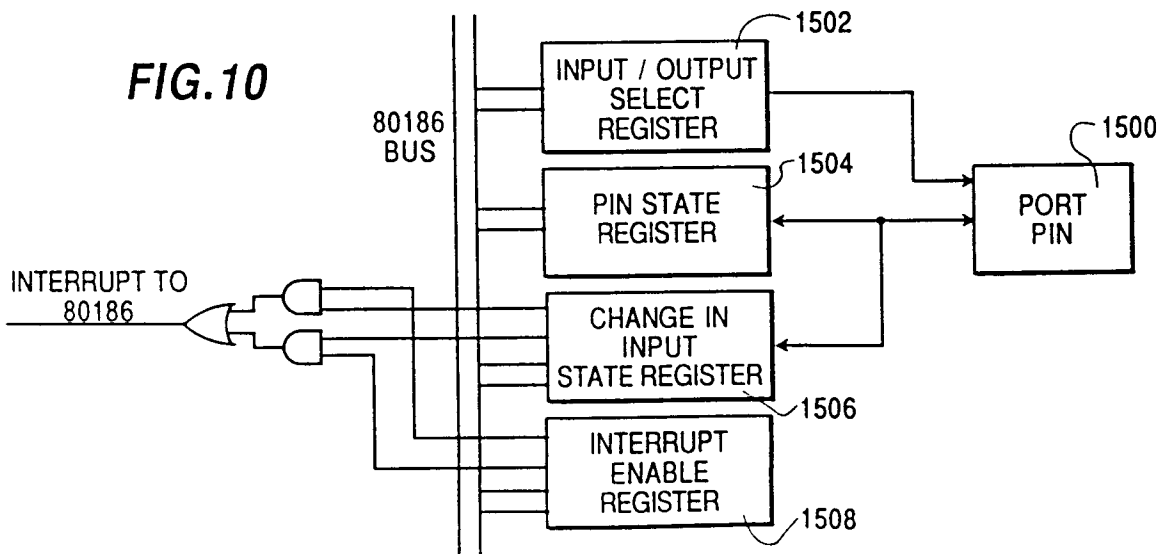 FIG.10
80186
BUS
1502
INPUT / OUTPUT
SELECT
REGISTER
1504
PIN STATE
REGISTER
1500
PORT
PIN
INTERRUPT TO
80186
CHANGE IN
INPUT
STATE REGISTER
1506
INTERRUPT
ENABLE
REGISTER
1508